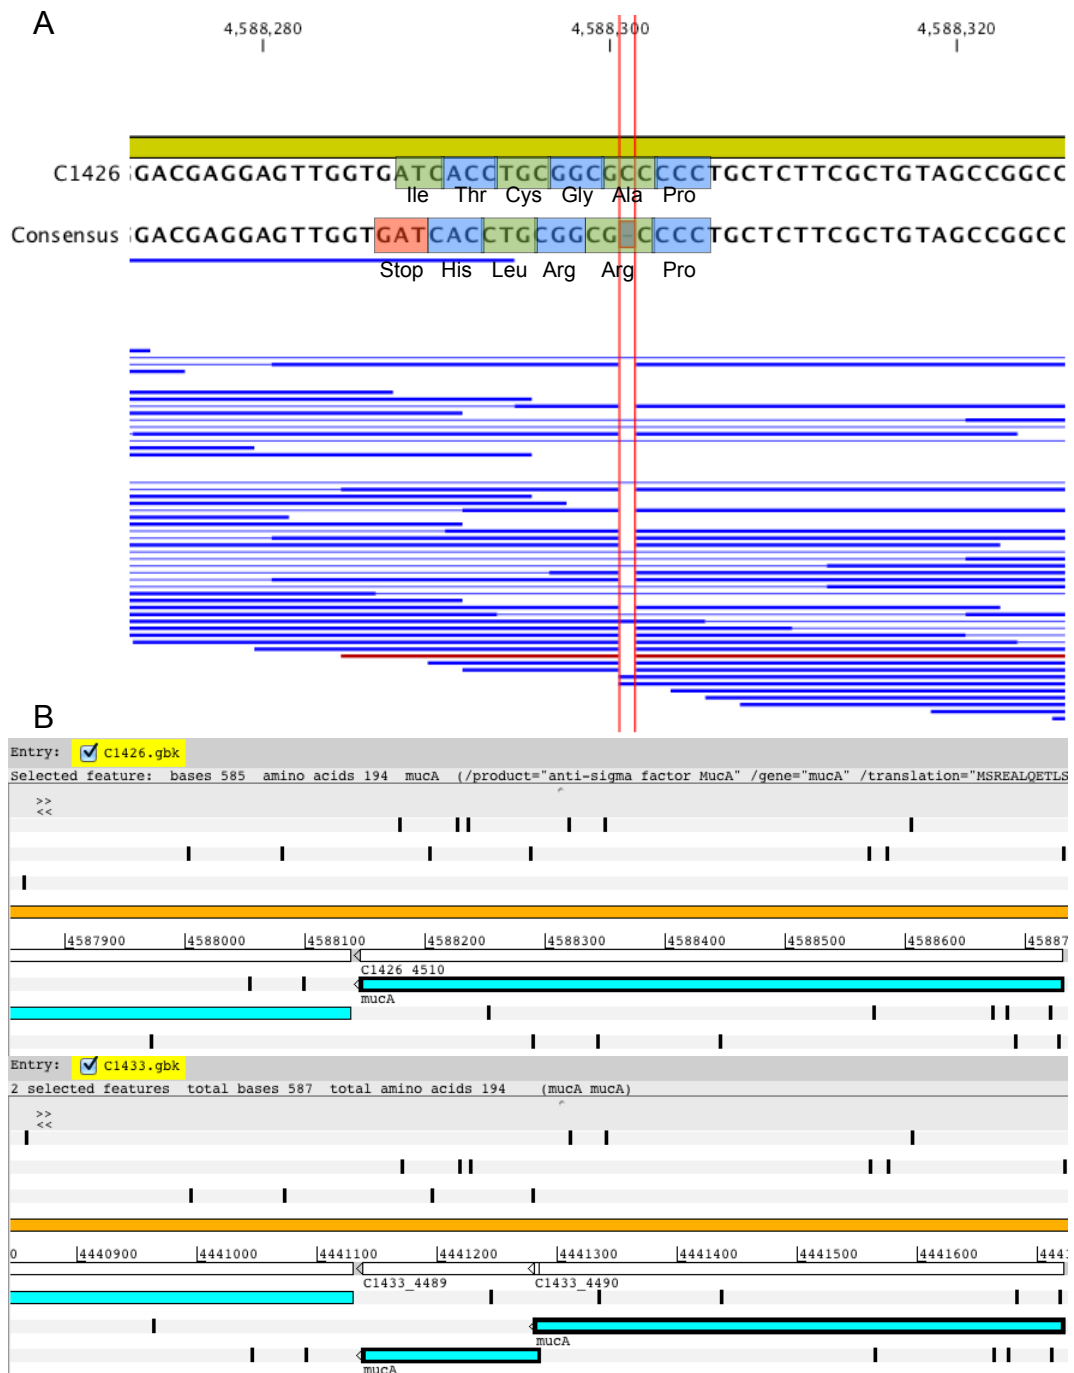 A
4,588,280 4,588,300 4,588,320
C1426 GACGAGGAGTTGGTGATCACCTGCGGCGCCCCCTGCTCTTCGCTGTAGCCGGCC
Ile Thr Cys Gly Ala Pro
Consensus GACGAGGAGTTGGTGATCACCTGCGGCG-CCCCTGCTCTTCGCTGTAGCCGGCC
Stop His Leu Arg Arg Pro
B
Entry: C1426.gbk
Selected feature: bases 585 amino acids 194 mucA (/product="anti-sigma factor MucA" /gene="mucA" /translation="MSREALQETLS
>>
<<
4587900 4588000 4588100 4588200 4588300 4588400 4588500 4588600 45887
C1426_4510
mucA
Entry: C1433.gbk
2 selected features total bases 587 total amino acids 194 (mucA mucA)
>>
<<
0 4440900 4441000 4441100 4441200 4441300 4441400 4441500 4441600 4441
C1433_4489 C1433_4490
mucA
mucA